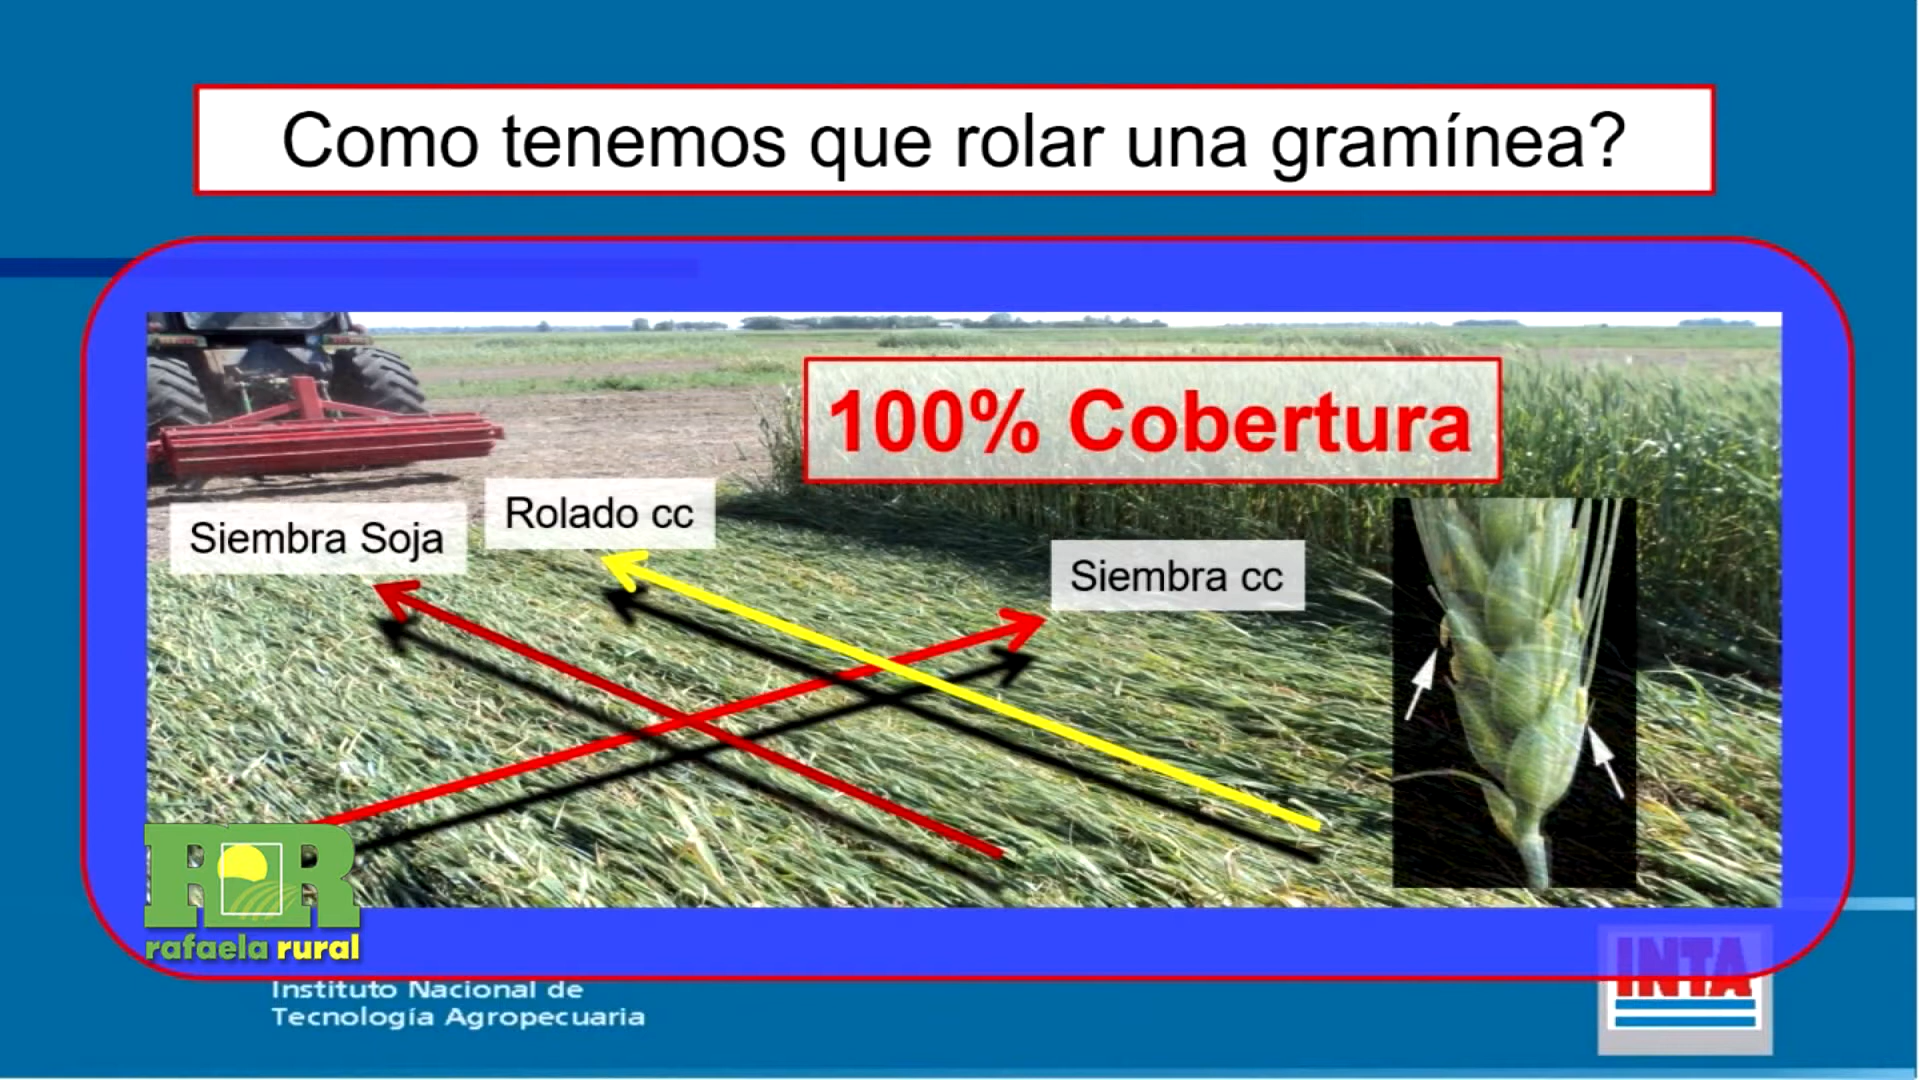 Como tenemos que rolar una gramínea?
100% Cobertura
Rolado cc
Siembra Soja
Siembra cc
RR
rafaela rural
INTA
Instituto Nacional de
Tecnología Agropecuaria